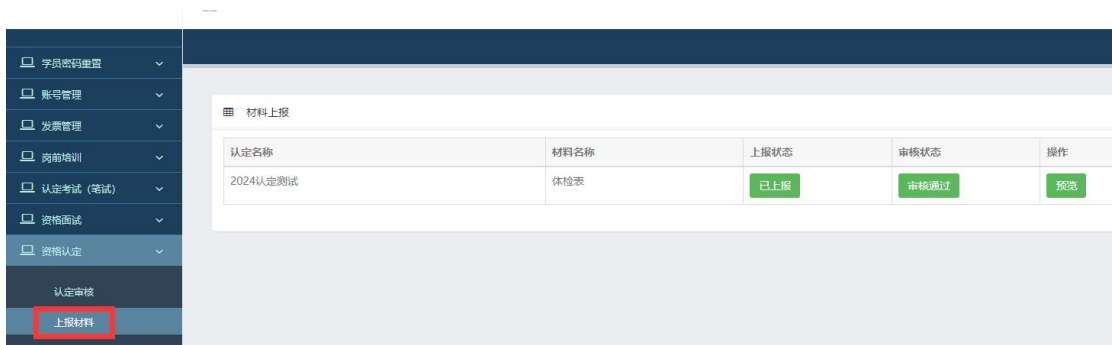 学员密码重置
账号管理
发票管理
岗前培训
认定考试（笔试）
资格面试
资格认定
认定审核
上报材料
材料上报
认定名称 材料名称 上报状态 审核状态 操作
2024认定测试 体检表 已上报 审核通过 预览